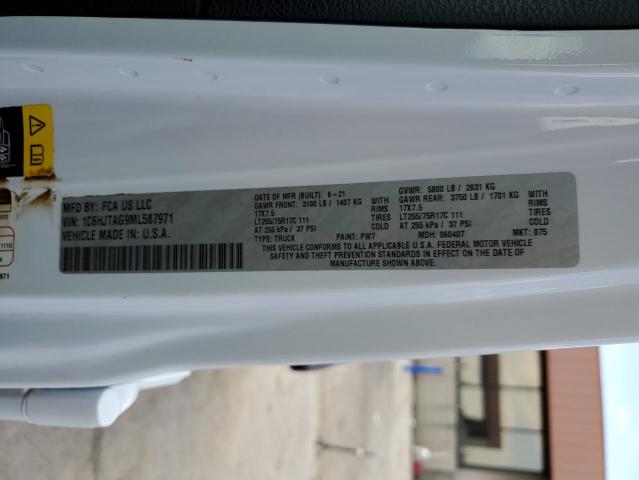 MFD BY: FCA US LLC
VIN: 1C6HJTAG9ML587971
VEHICLE MADE IN U.S.A.
DATE OF MFR (BUILT): 6-21
GAWR FRONT: 3100 LB / 1407 KG WITH
17X7.5 RIMS
LT255/75R17C 111 TIRES
AT 255 kPa / 37 PSI COLD
GVWR: 5800 LB / 2631 KG
GAWR REAR: 3750 LB / 1701 KG WITH
17X7.5 RIMS
LT255/75R17C 111 TIRES
AT 255 kPa / 37 PSI COLD
TYPE: TRUCK PAINT: PW7 MDH: 060407 MKT: 875
THIS VEHICLE CONFORMS TO ALL APPLICABLE U.S.A. FEDERAL MOTOR VEHICLE
SAFETY AND THEFT PREVENTION STANDARDS IN EFFECT ON THE DATE OF
MANUFACTURE SHOWN ABOVE.
971